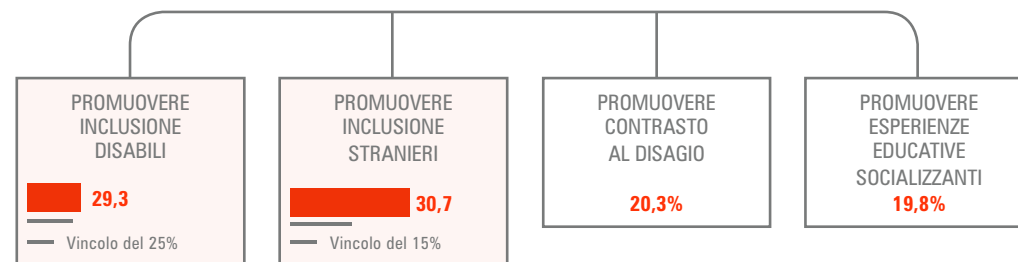 PROMUOVERE
INCLUSIONE
DISABILI
29,3
Vincolo del 25%
PROMUOVERE
INCLUSIONE
STRANIERI
30,7
Vincolo del 15%
PROMUOVERE
CONTRASTO
AL DISAGIO
20,3%
PROMUOVERE
ESPERIENZE
EDUCATIVE
SOCIALIZZANTI
19,8%